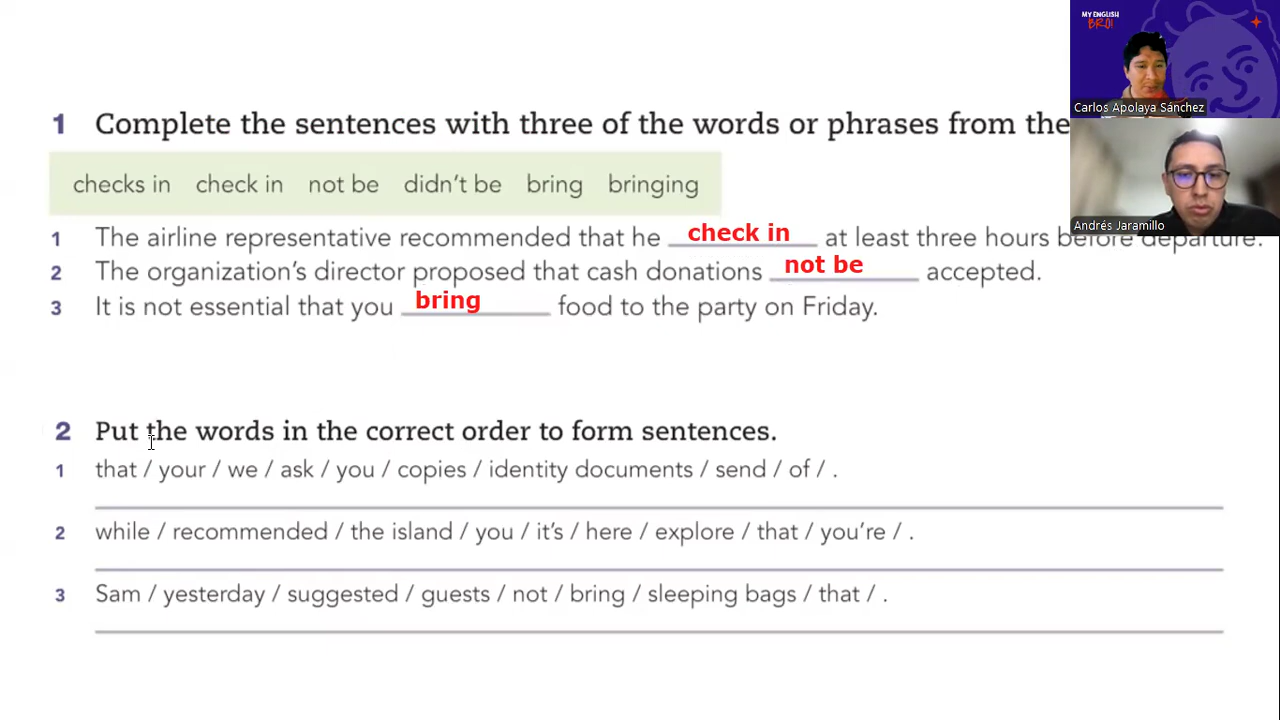 MY ENGLISH
BRO!
Carlos Apolaya Sánchez
Andrés Jaramillo
1 Complete the sentences with three of the words or phrases from the
checks in check in not be didn't be bring bringing
1 The airline representative recommended that he check in at least three hours before departure.
2 The organization's director proposed that cash donations not be accepted.
3 It is not essential that you bring food to the party on Friday.
2 Put the words in the correct order to form sentences.
1 that / your / we / ask / you / copies / identity documents / send / of / .
2 while / recommended / the island / you / it's / here / explore / that / you're / .
3 Sam / yesterday / suggested / guests / not / bring / sleeping bags / that / .